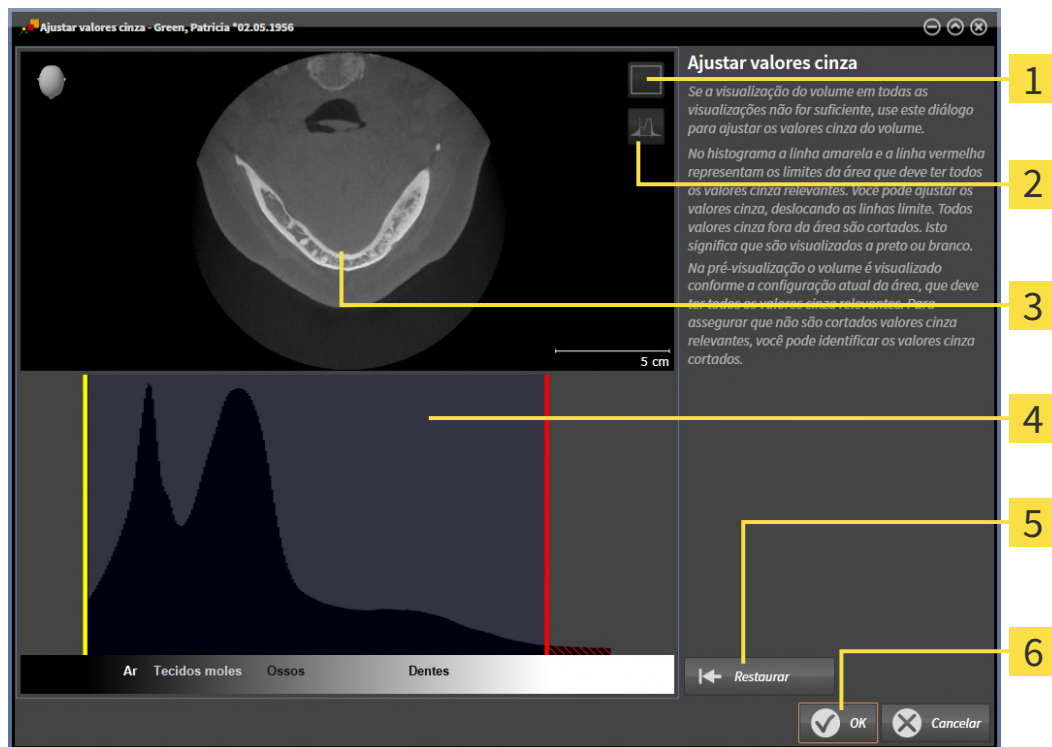 Ajustar valores cinza - Green, Patricia *02.05.1956
5 cm
Ar Tecidos moles Ossos Dentes
Ajustar valores cinza
Se a visualização do volume em todas as
visualizações não for suficiente, use este diálogo
para ajustar os valores cinza do volume.
No histograma a linha amarela e a linha vermelha
representam os limites da área que deve ter todos
os valores cinza relevantes. Você pode ajustar os
valores cinza, deslocando as linhas limite. Todos
valores cinza fora da área são cortados. Isto
significa que são visualizados a preto ou branco.
Na pré-visualização o volume é visualizado
conforme a configuração atual da área, que deve
ter todos os valores cinza relevantes. Para
assegurar que não são cortados valores cinza
relevantes, você pode identificar os valores cinza
cortados.
Restaurar
OK Cancelar
1
2
3
4
5
6